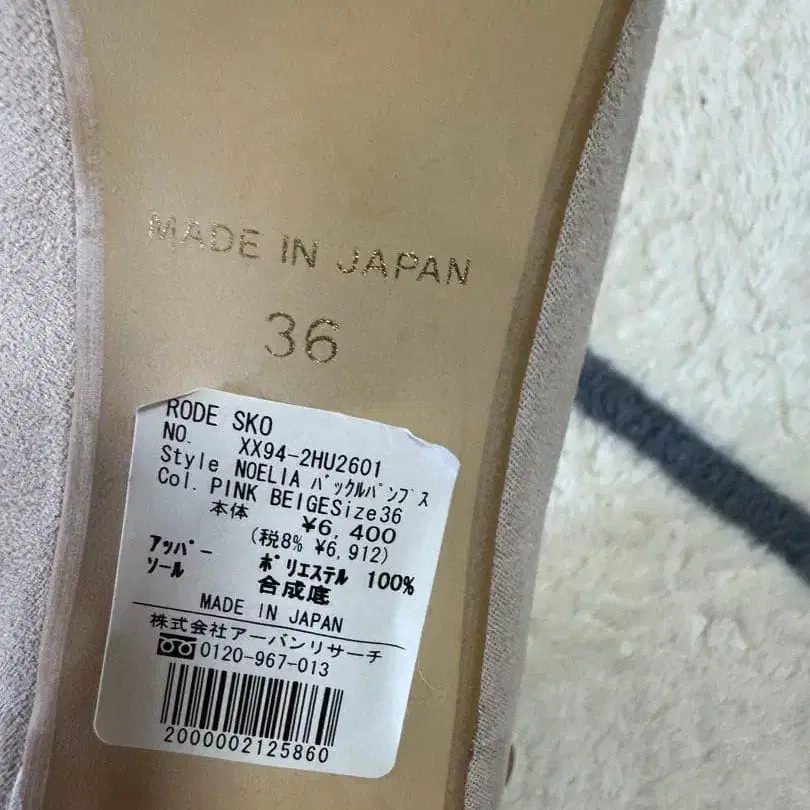 MADE IN JAPAN
36
RODE SKO
NO. XX94-2HU2601
Style NOELIA ﾊﾞｯｸﾙﾊﾟﾝﾌﾟｽ
Col. PINK BEIGESize36
本体 ¥6,400
(税8% ¥6,912)
ｱｯﾊﾟｰ ﾎﾟﾘｴｽﾃﾙ 100%
ｿｰﾙ 合成底
MADE IN JAPAN
株式会社アーバンリサーチ
0120-967-013
2000002125860